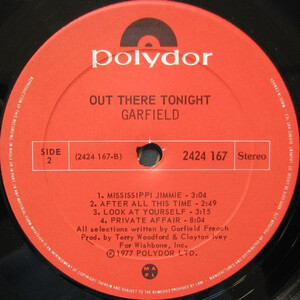 polydor
OUT THERE TONIGHT
GARFIELD
SIDE 2
(2424 167-B)
2424 167
Stereo
1. MISSISSIPPI JIMMIE - 3:04
2. AFTER ALL THIS TIME - 2:49
3. LOOK AT YOURSELF - 3:15
4. PRIVATE AFFAIR - 8:04
All selections written by Garfield French
Prod. by Terry Woodford & Clayton Ivey
For Wishbone, Inc.
℗ 1977 POLYDOR LTD.